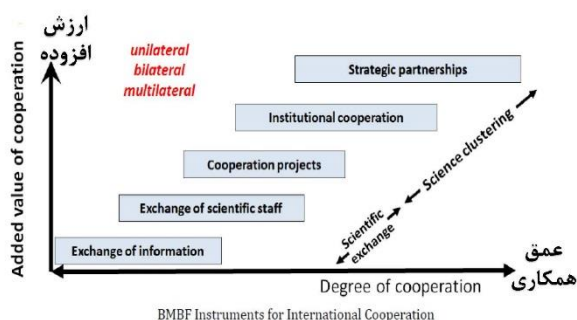 ارزش
افزوده
unilateral
bilateral
multilateral
Strategic partnerships
Institutional cooperation
Cooperation projects
Exchange of scientific staff
Exchange of information
Added value of cooperation
Science clustering
Scientific
exchange
عمق
همکاری
Degree of cooperation
BMBF Instruments for International Cooperation